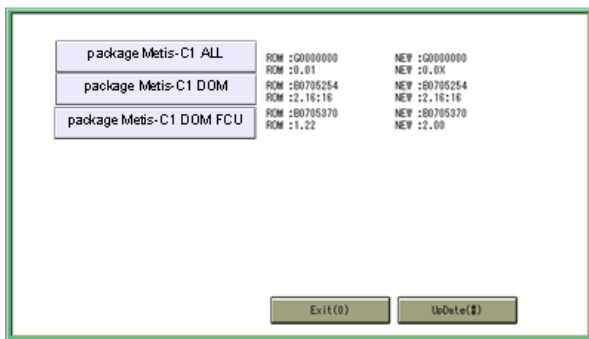 package Metis-C1 ALL
ROM :G0000000 NEW :G0000000
ROM :0.01 NEW :0.0X
package Metis-C1 DOM
ROM :B0705254 NEW :B0705254
ROM :2.16:16 NEW :2.16:16
package Metis-C1 DOM FCU
ROM :B0705370 NEW :B0705370
ROM :1.22 NEW :2.00
Exit(0) UpDate(#)